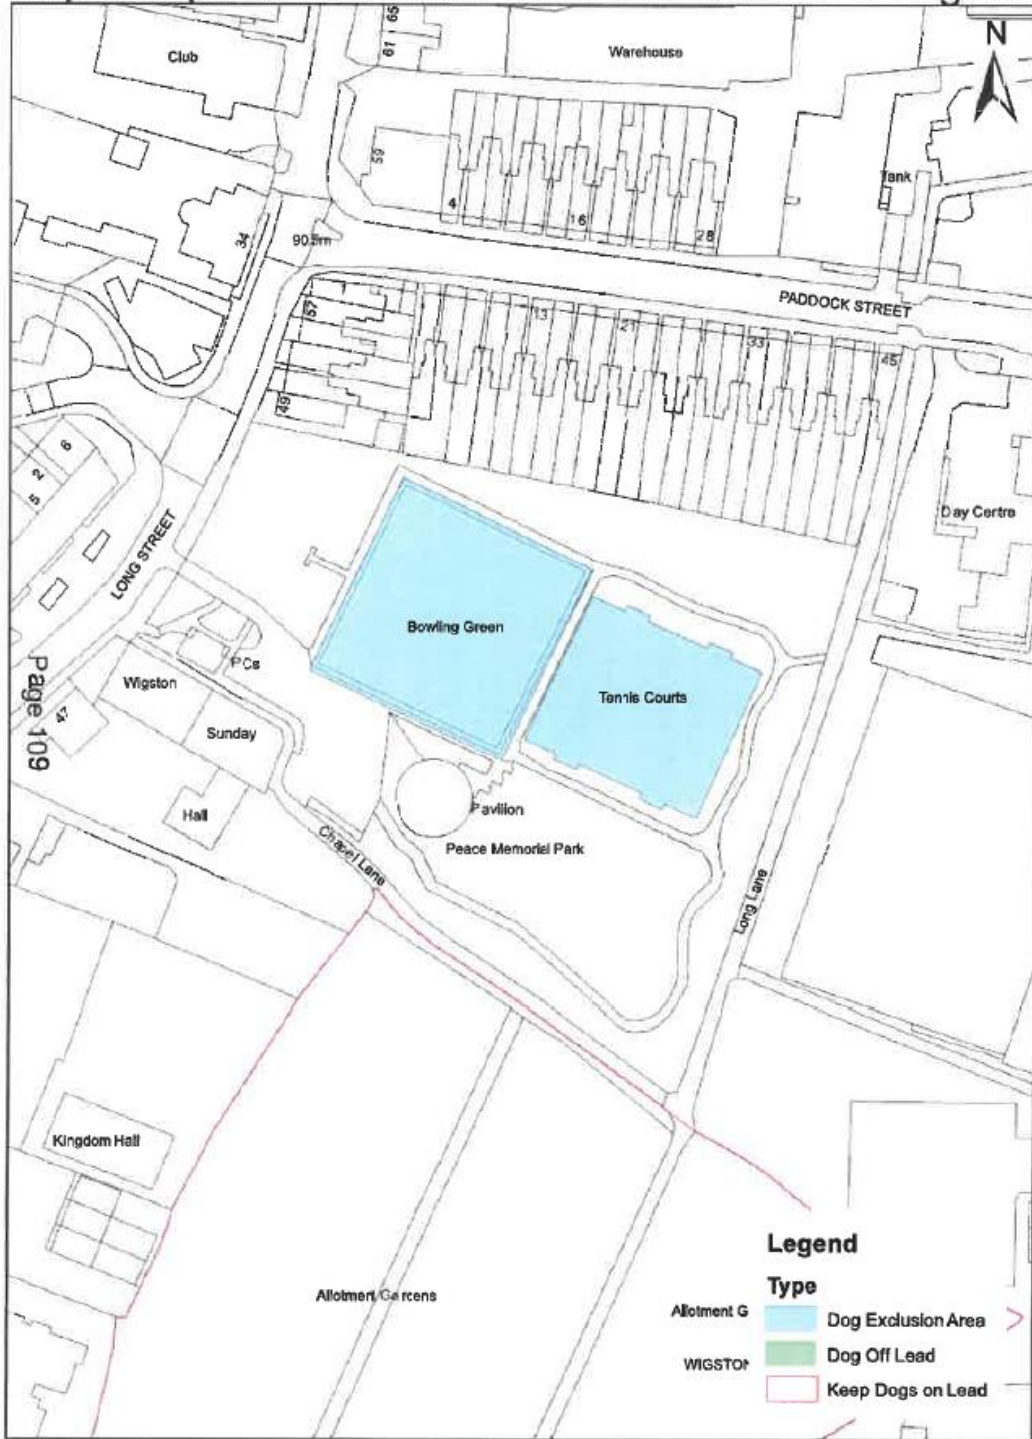 N
Club
61
65
Warehouse
59
4
16
28
Tank
34
90.5m
PADDOCK STREET
57
1
13
21
33
45
49
6
2
5
Day Centre
LONG STREET
Bowling Green
PCs
Wigston
Tennis Courts
47
Sunday
Page 109
Hall
Pavilion
Chapel Lane
Peace Memorial Park
Long Lane
Kingdom Hall
Allotment Gardens
Legend
Type
Allotment G
Dog Exclusion Area
Dog Off Lead
WIGSTON
Keep Dogs on Lead